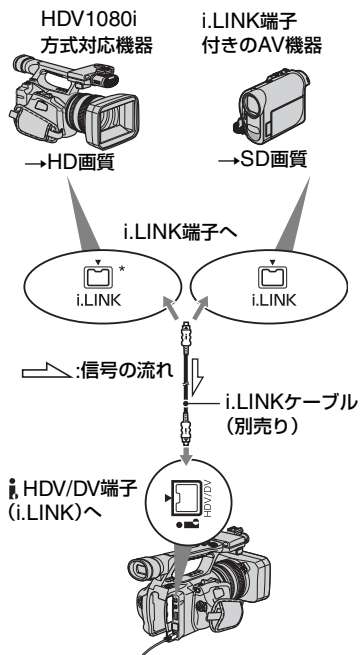 HDV1080i
方式対応機器
→HD画質
i.LINK端子
付きのAV機器
→SD画質
i.LINK端子へ
*
i.LINK
i.LINK
:信号の流れ
i.LINKケーブル
(別売り)
HDV/DV端子
(i.LINK)へ
HDV/DV